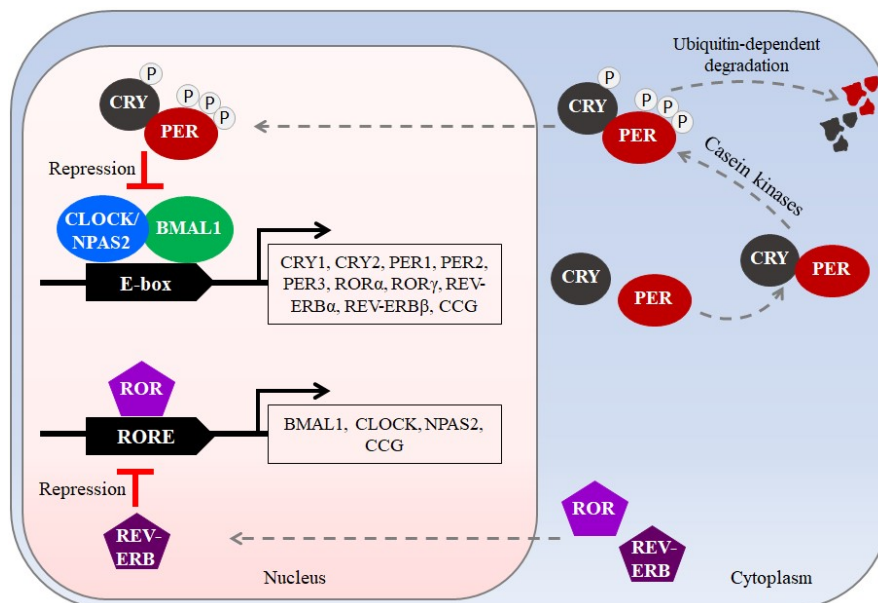 Ubiquitin-dependent
degradation
P
CRY
P
P
P
PER
P
CRY
P
P
P
PER
Repression
Casein kinases
CLOCK/
NPAS2
BMAL1
E-box
CRY1, CRY2, PER1, PER2,
PER3, RORα, RORγ, REV-
ERBα, REV-ERBβ, CCG
CRY
PER
CRY
PER
ROR
RORE
BMAL1, CLOCK, NPAS2,
CCG
Repression
REV-
ERB
ROR
REV-
ERB
Nucleus
Cytoplasm